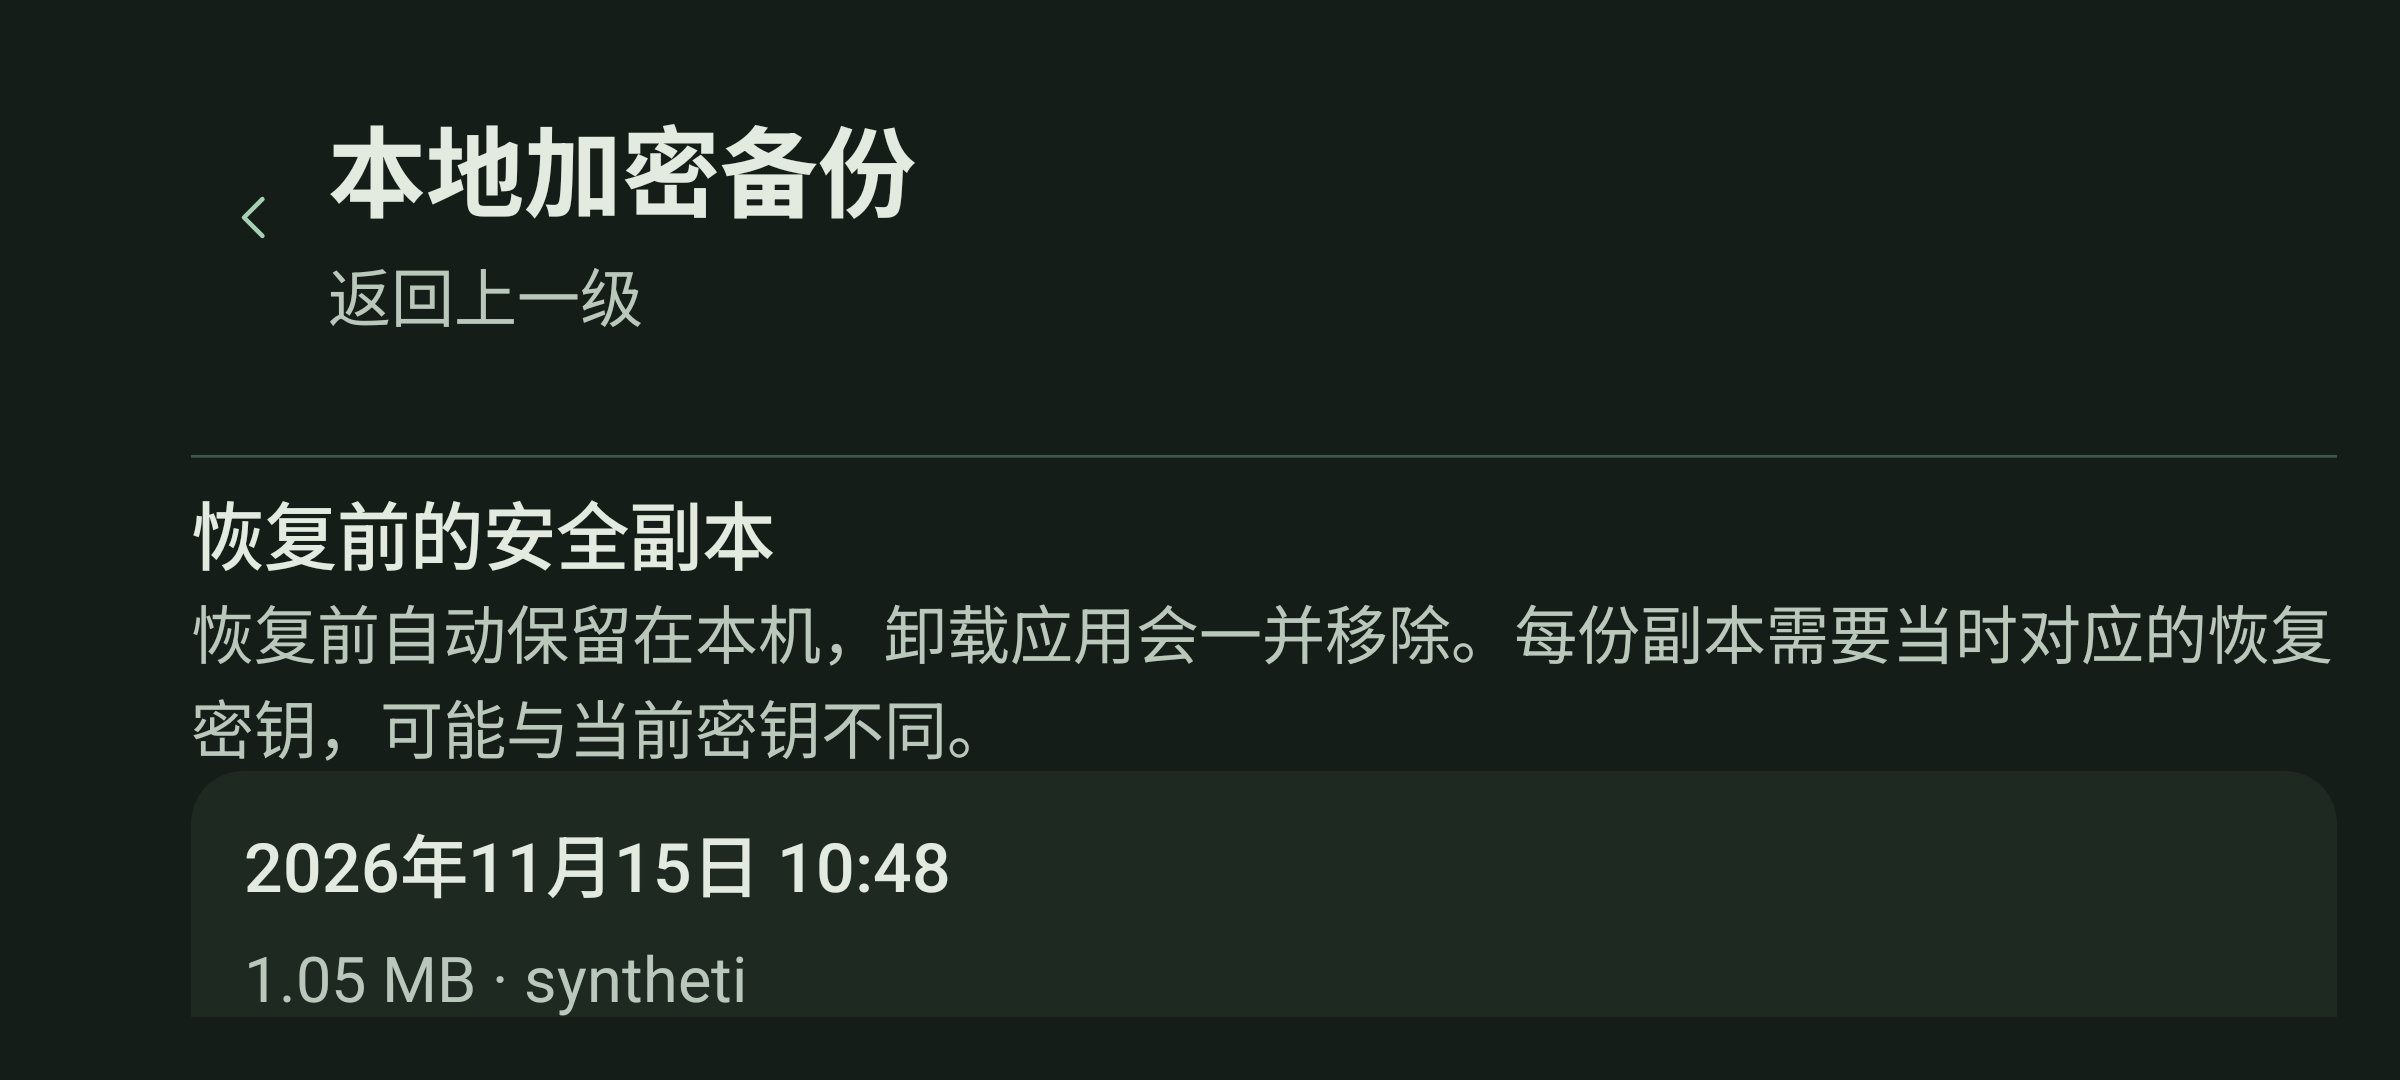 本地加密备份
返回上一级
恢复前的安全副本
恢复前自动保留在本机，卸载应用会一并移除。每份副本需要当时对应的恢复
密钥，可能与当前密钥不同。
2026年11月15日 10:48
1.05 MB · syntheti